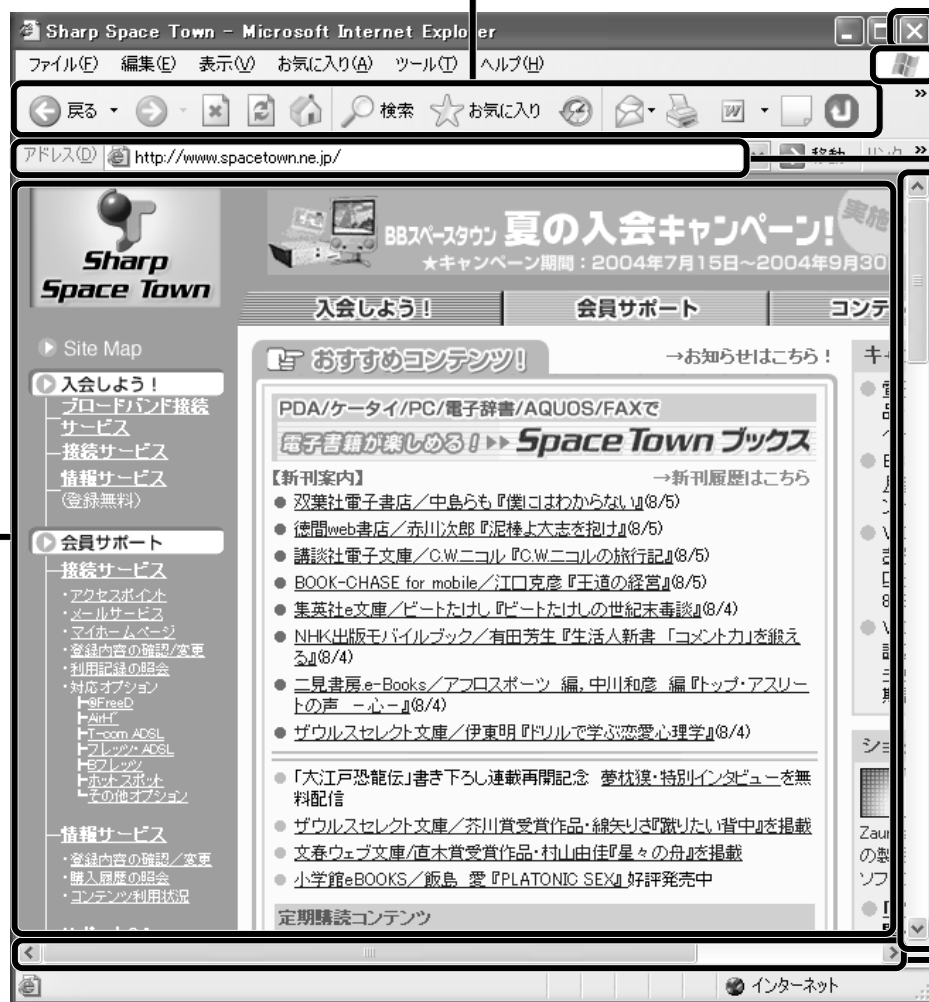 Sharp Space Town - Microsoft Internet Explorer
ファイル(F) 編集(E) 表示(V) お気に入り(A) ツール(T) ヘルプ(H)
戻る 検索 お気に入り
アドレス(D) http://www.spacetown.ne.jp/ 移動 リンク
Sharp
Space Town
BBスペースタウン 夏の入会キャンペーン! 実施
★キャンペーン期間:2004年7月15日~2004年9月30
入会しよう! 会員サポート コンテ
Site Map
入会しよう!
ブロードバンド接続
サービス
接続サービス
情報サービス
(登録無料)
会員サポート
接続サービス
・アクセスポイント
・メールサービス
・マイホームページ
・登録内容の確認/変更
・利用記録の照会
・対応オプション
@FreeD
AirH"
T-com ADSL
フレッツ・ADSL
Bフレッツ
ホットスポット
その他オプション
情報サービス
・登録内容の確認/変更
・購入履歴の照会
・コンテンツ利用状況
おすすめコンテンツ! →お知らせはこちら!
PDA/ケータイ/PC/電子辞書/AQUOS/FAXで
電子書籍が楽しめる! Space Town ブックス
【新刊案内】 →新刊履歴はこちら
● 双葉社電子書店/中島らも『僕にはわからない』(8/5)
● 徳間web書店/赤川次郎『泥棒よ大志を抱け』(8/5)
● 講談社電子文庫/C.W.ニコル『C.W.ニコルの旅行記』(8/5)
● BOOK-CHASE for mobile/江口克彦『王道の経営』(8/5)
● 集英社e文庫/ビートたけし『ビートたけしの世紀末毒談』(8/4)
● NHK出版モバイルブック/有田芳生『生活人新書 「コメント力」を鍛え
る』(8/4)
● 二見書房e-Books/アフロスポーツ 編,中川和彦 編『トップ・アスリー
トの声 -心-』(8/4)
● ザウルスセレクト文庫/伊東明『ドリルで学ぶ恋愛心理学』(8/4)
● 「大江戸恐龍伝」書き下ろし連載再開記念 夢枕獏・特別インタビューを無
料配信
● ザウルスセレクト文庫/芥川賞受賞作品・綿矢りさ『蹴りたい背中』を掲載
● 文春ウェブ文庫/直木賞受賞作品・村山由佳『星々の舟』を掲載
● 小学館eBOOKS/飯島 愛『PLATONIC SEX』好評発売中
定期購読コンテンツ
キャ
ショ
Zaur
の製
ソフ
インターネット